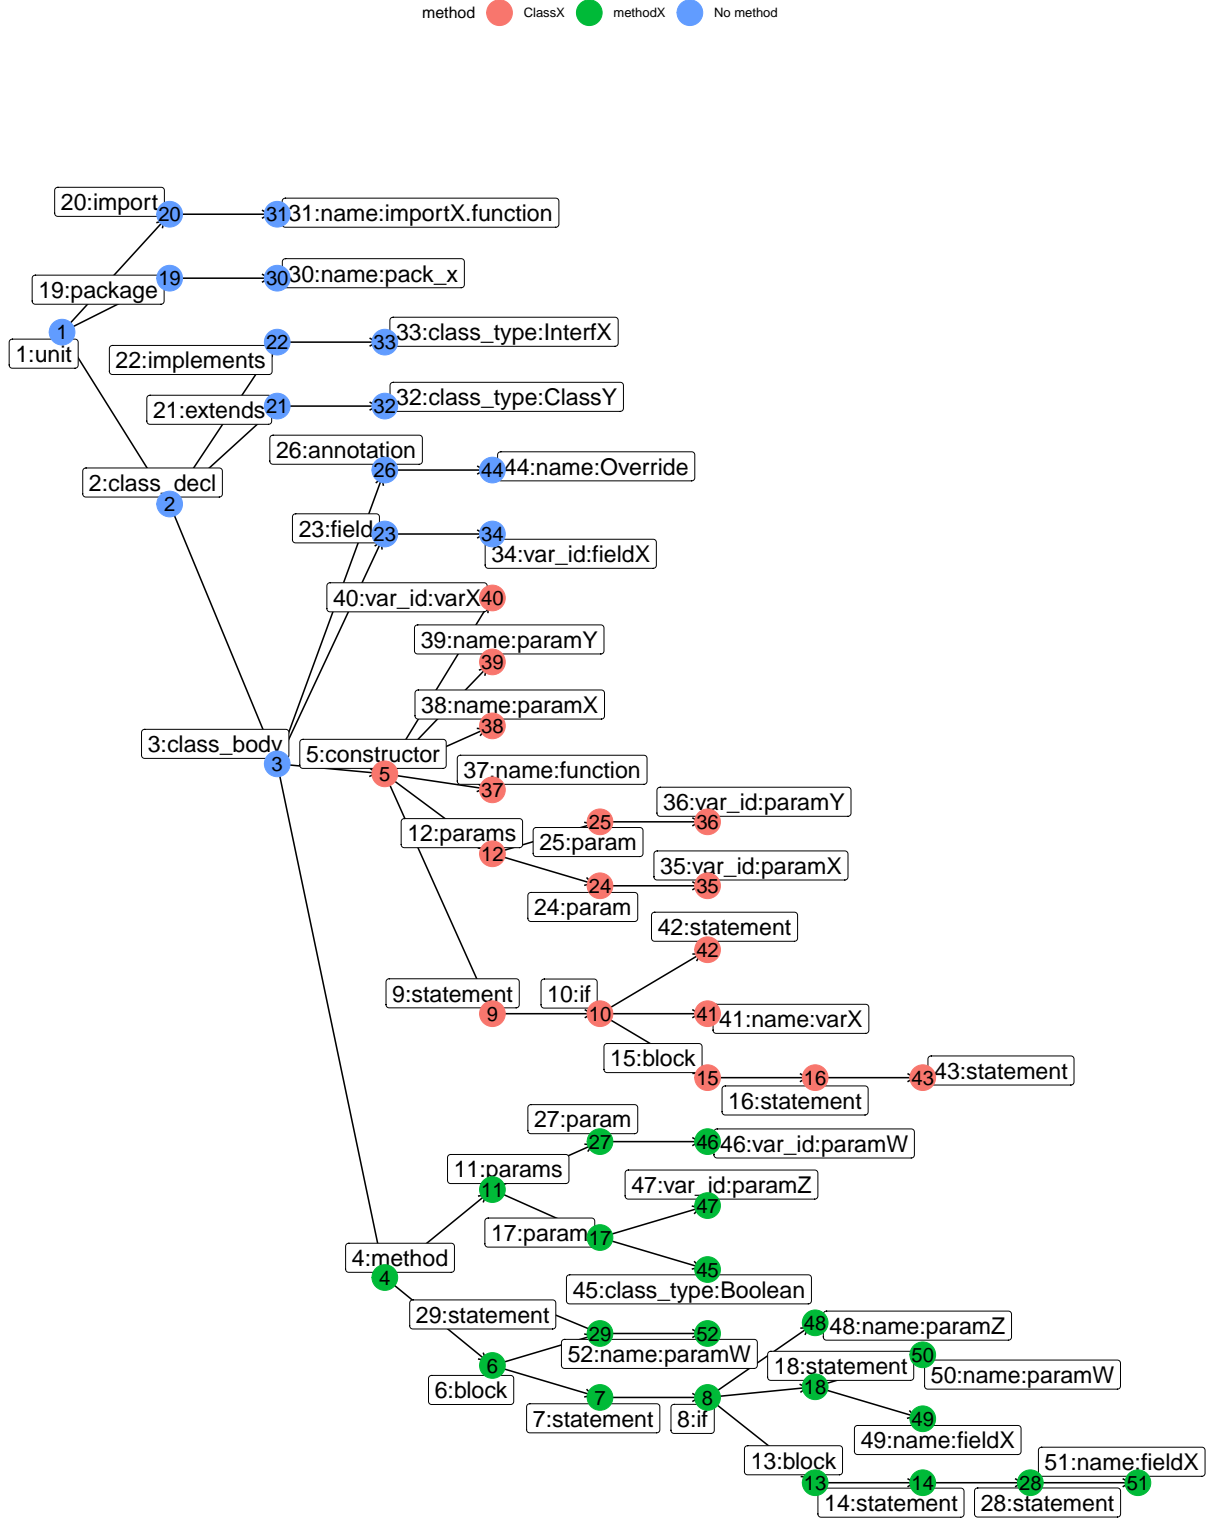 method ClassX methodX No method
20:import
20
31
31:name:importX.function
19:package
19
30
30:name:pack_x
1
1:unit
22:implements
22
33
33:class_type:InterfX
21:extends
21
32
32:class_type:ClassY
26:annotation
26
44
44:name:Override
2:class_decl
2
23:field
23
34
34:var_id:fieldX
40:var_id:varX
40
39:name:paramY
39
38:name:paramX
38
3:class_body
3
5:constructor
5
37:name:function
37
36:var_id:paramY
36
12:params
12
25
25:param
35:var_id:paramX
35
24
24:param
42:statement
42
9:statement
9
10:if
10
41
41:name:varX
15:block
15
16
16:statement
43
43:statement
27:param
27
46
46:var_id:paramW
11:params
11
47:var_id:paramZ
47
17:param
17
4:method
4
45
45:class_type:Boolean
29:statement
29
52
52:name:paramW
48
48:name:paramZ
6
6:block
18:statement
18
50
50:name:paramW
7
7:statement
8
8:if
49
49:name:fieldX
13:block
13
14
14:statement
28
28:statement
51:name:fieldX
51